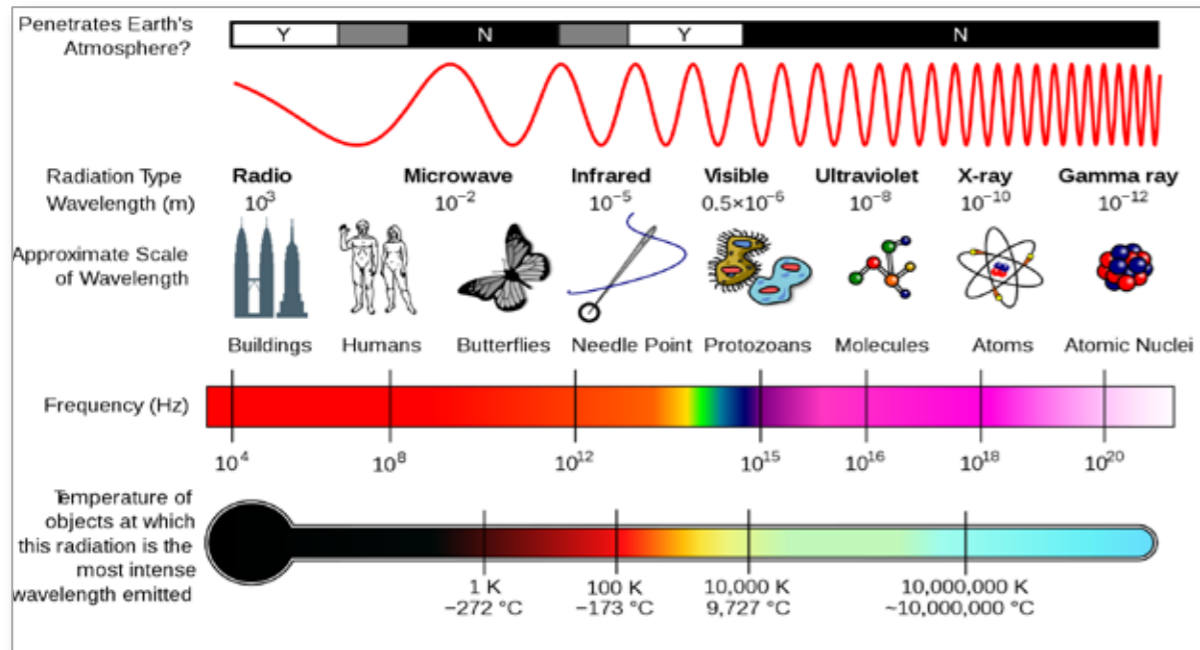 Penetrates Earth's
Atmosphere?
Y N Y N
Radiation Type
Radio Microwave Infrared Visible Ultraviolet X-ray Gamma ray
Wavelength (m)
10³ 10⁻² 10⁻⁵ 0.5×10⁻⁶ 10⁻⁸ 10⁻¹⁰ 10⁻¹²
Approximate Scale
of Wavelength
Buildings Humans Butterflies Needle Point Protozoans Molecules Atoms Atomic Nuclei
Frequency (Hz)
10⁴ 10⁸ 10¹² 10¹⁵ 10¹⁶ 10¹⁸ 10²⁰
Temperature of
objects at which
this radiation is the
most intense
wavelength emitted
1 K 100 K 10,000 K 10,000,000 K
−272 °C −173 °C 9,727 °C ~10,000,000 °C